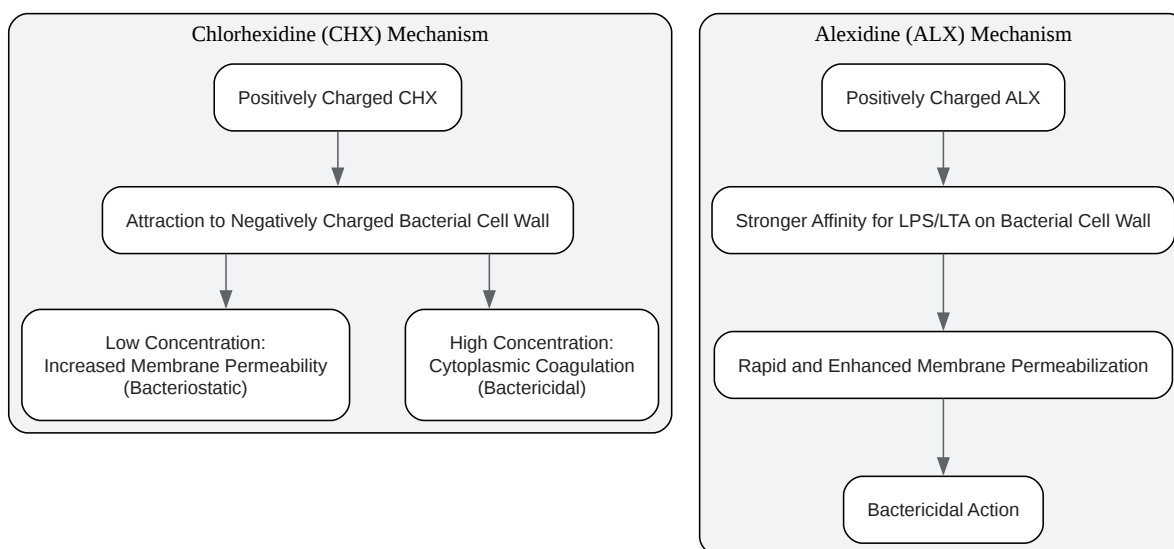 Chlorhexidine (CHX) Mechanism
Positively Charged CHX
Attraction to Negatively Charged Bacterial Cell Wall
Low Concentration:
Increased Membrane Permeability
(Bacteriostatic)
High Concentration:
Cytoplasmic Coagulation
(Bactericidal)
Alexidine (ALX) Mechanism
Positively Charged ALX
Stronger Affinity for LPS/LTA on Bacterial Cell Wall
Rapid and Enhanced Membrane Permeabilization
Bactericidal Action